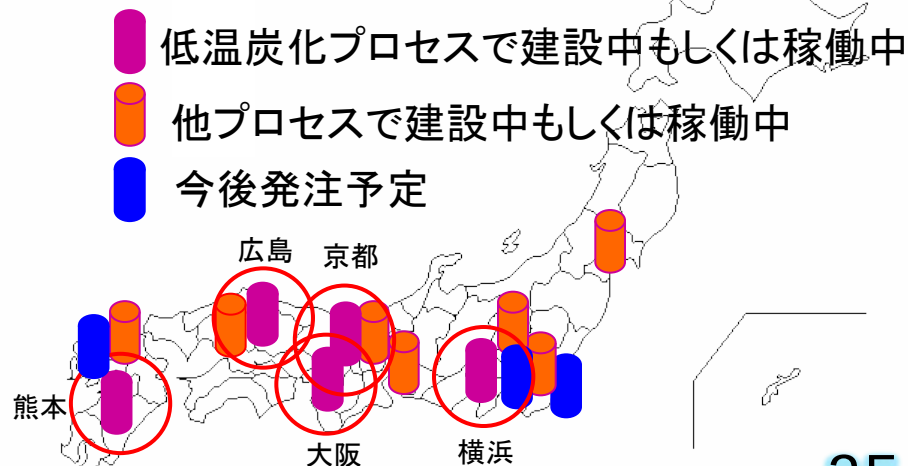 低温炭化プロセスで建設中もしくは稼働中
他プロセスで建設中もしくは稼働中
今後発注予定
広島
京都
熊本
大阪
横浜